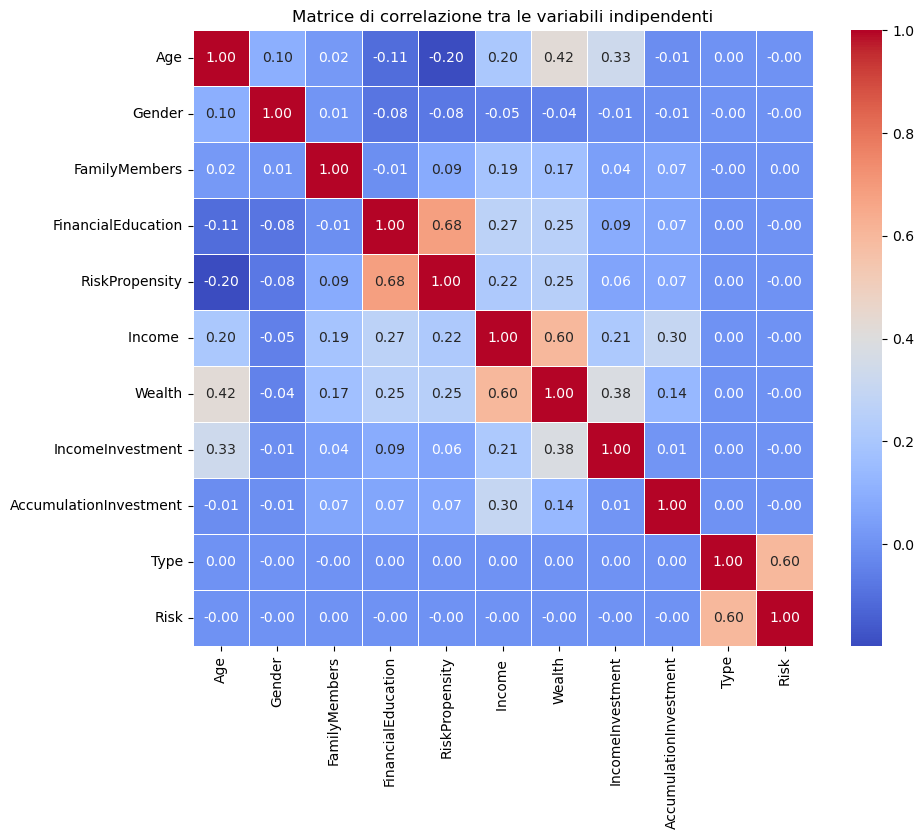 Matrice di correlazione tra le variabili indipendenti
Age 1.00 0.10 0.02 -0.11 -0.20 0.20 0.42 0.33 -0.01 0.00 -0.00
Gender 0.10 1.00 0.01 -0.08 -0.08 -0.05 -0.04 -0.01 -0.01 -0.00 -0.00
FamilyMembers 0.02 0.01 1.00 -0.01 0.09 0.19 0.17 0.04 0.07 -0.00 0.00
FinancialEducation -0.11 -0.08 -0.01 1.00 0.68 0.27 0.25 0.09 0.07 0.00 -0.00
RiskPropensity -0.20 -0.08 0.09 0.68 1.00 0.22 0.25 0.06 0.07 0.00 -0.00
Income 0.20 -0.05 0.19 0.27 0.22 1.00 0.60 0.21 0.30 0.00 -0.00
Wealth 0.42 -0.04 0.17 0.25 0.25 0.60 1.00 0.38 0.14 0.00 -0.00
IncomeInvestment 0.33 -0.01 0.04 0.09 0.06 0.21 0.38 1.00 0.01 0.00 -0.00
AccumulationInvestment -0.01 -0.01 0.07 0.07 0.07 0.30 0.14 0.01 1.00 0.00 -0.00
Type 0.00 -0.00 -0.00 0.00 0.00 0.00 0.00 0.00 0.00 1.00 0.60
Risk -0.00 -0.00 0.00 -0.00 -0.00 -0.00 -0.00 -0.00 -0.00 0.60 1.00
Age
Gender
FamilyMembers
FinancialEducation
RiskPropensity
Income
Wealth
IncomeInvestment
AccumulationInvestment
Type
Risk
1.0
0.8
0.6
0.4
0.2
0.0